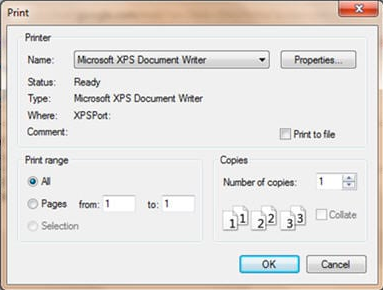 Print
Printer
Name: Microsoft XPS Document Writer Properties...
Status: Ready
Type: Microsoft XPS Document Writer
Where: XPSPort:
Comment: Print to file
Print range
All
Pages from: 1 to: 1
Selection
Copies
Number of copies: 1
1 1 2 2 3 3 Collate
OK Cancel